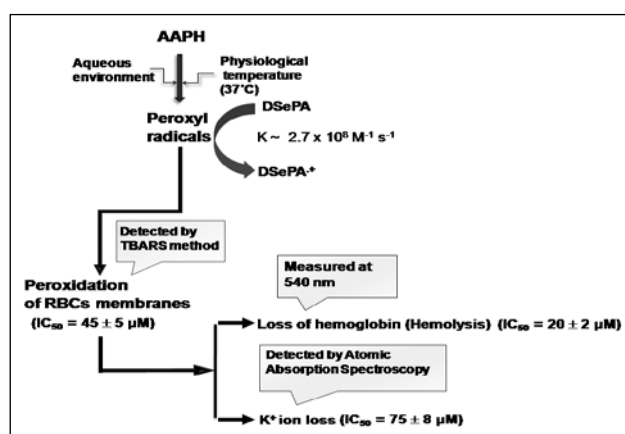 AAPH
Aqueous
environment
Physiological
temperature
(37°C)
Peroxyl
radicals
DSePA
K~ 2.7 x 10⁸ M⁻¹ s⁻¹
DSePA·⁺
Detected by
TBARS method
Peroxidation
of RBCs membranes
(IC₅₀ = 45 ± 5 µM)
Measured at
540 nm
Loss of hemoglobin (Hemolysis) (IC₅₀ = 20 ± 2 µM)
Detected by Atomic
Absorption Spectroscopy
K⁺ ion loss (IC₅₀ = 75 ± 8 µM)